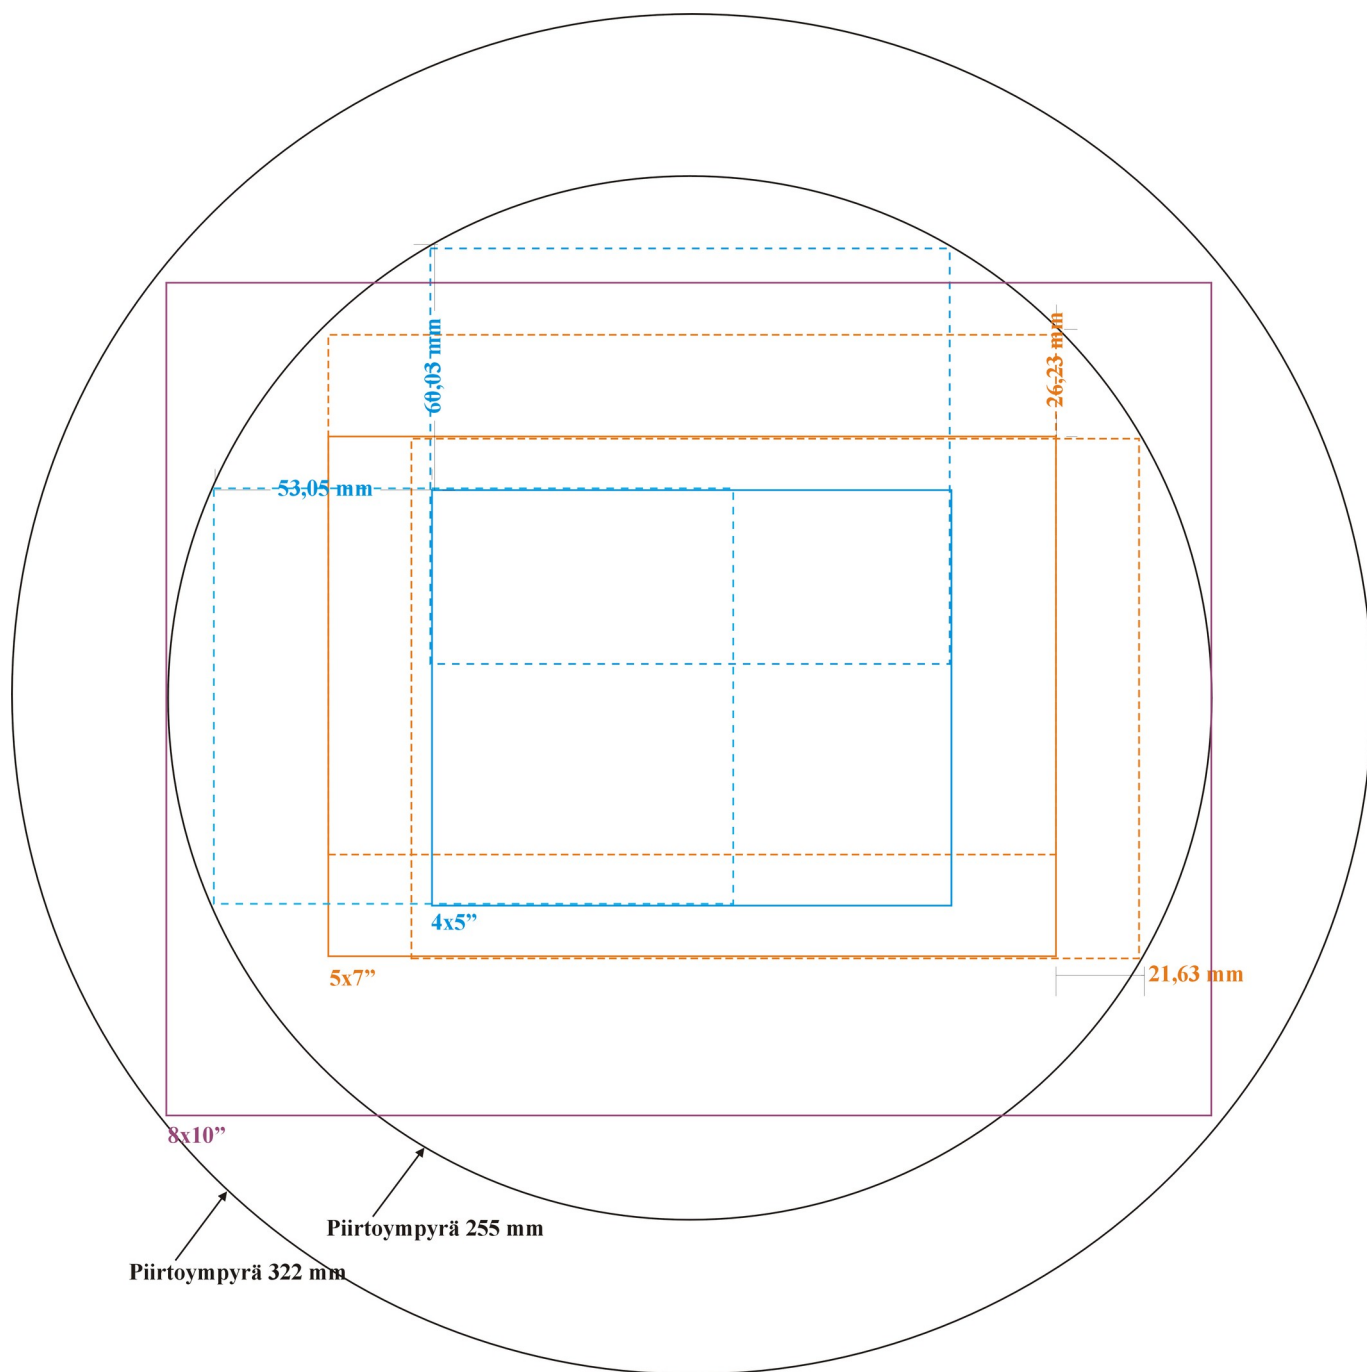 60,03 mm
26,23 mm
53,05 mm
4x5”
5x7”
21,63 mm
8x10”
Piirtoympyrä 255 mm
Piirtoympyrä 322 mm